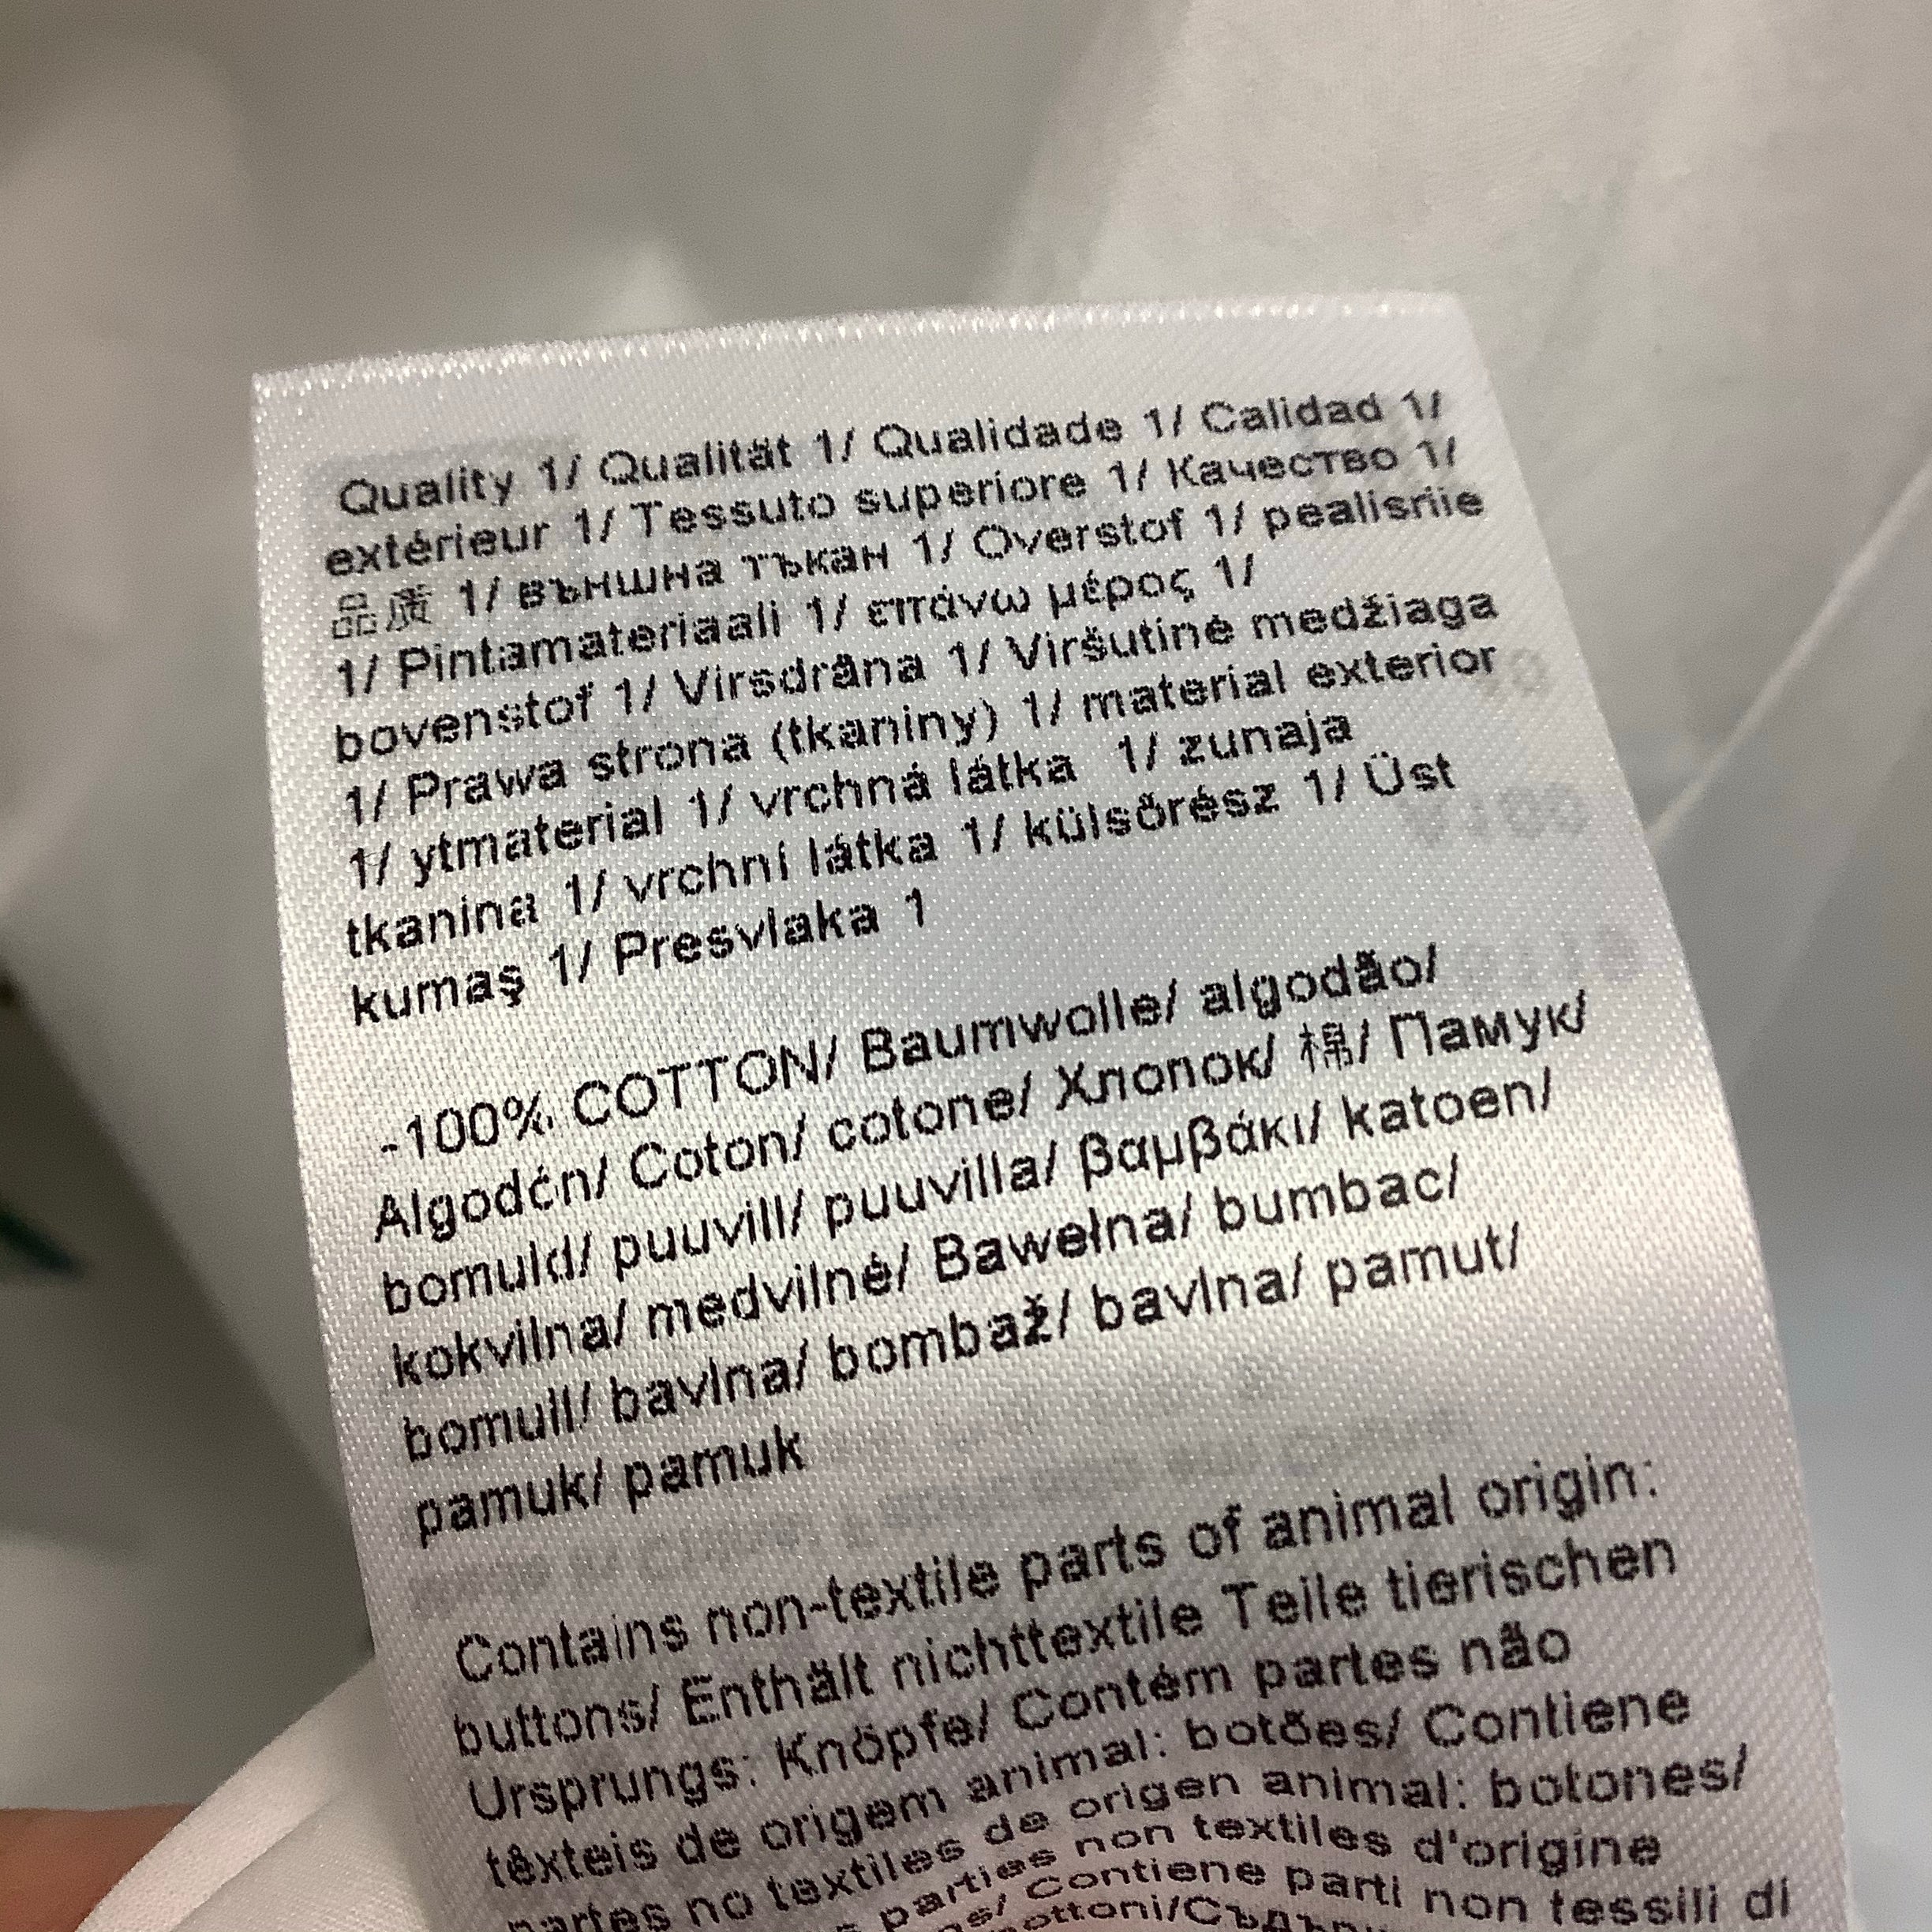 Quality 1/ Qualität 1/ Qualidade 1/ Calidad 1/
extérieur 1/ Tessuto superiore 1/ Качество 1/
品质 1/ външна тъкан 1/ Overstof 1/ pealisriie
1/ Pintamateriaali 1/ επάνω μέρος 1/
bovenstof 1/ Virsdrāna 1/ Viršutinė medžiaga
1/ Prawa strona (tkaniny) 1/ material exterior
1/ ytmaterial 1/ vrchná látka 1/ zunaja
tkanina 1/ vrchní látka 1/ külsőrész 1/ Üst
kumaş 1/ Presvlaka 1
-100% COTTON/ Baumwolle/ algodão/
Algodón/ Coton/ cotone/ Хлопок/ 棉/ Памук/
bomuld/ puuvill/ puuvilla/ βαμβάκι/ katoen/
kokvilna/ medvilnė/ Bawełna/ bumbac/
bomull/ bavlna/ bombaž/ bavlna/ pamut/
pamuk/ pamuk
Contains non-textile parts of animal origin:
buttons/ Enthält nichttextile Teile tierischen
Ursprungs: Knöpfe/ Contém partes não
têxteis de origem animal: botões/ Contiene
partes no textiles de origen animal: botones/
parties non textiles d'origine
Contiene parti non tessili di